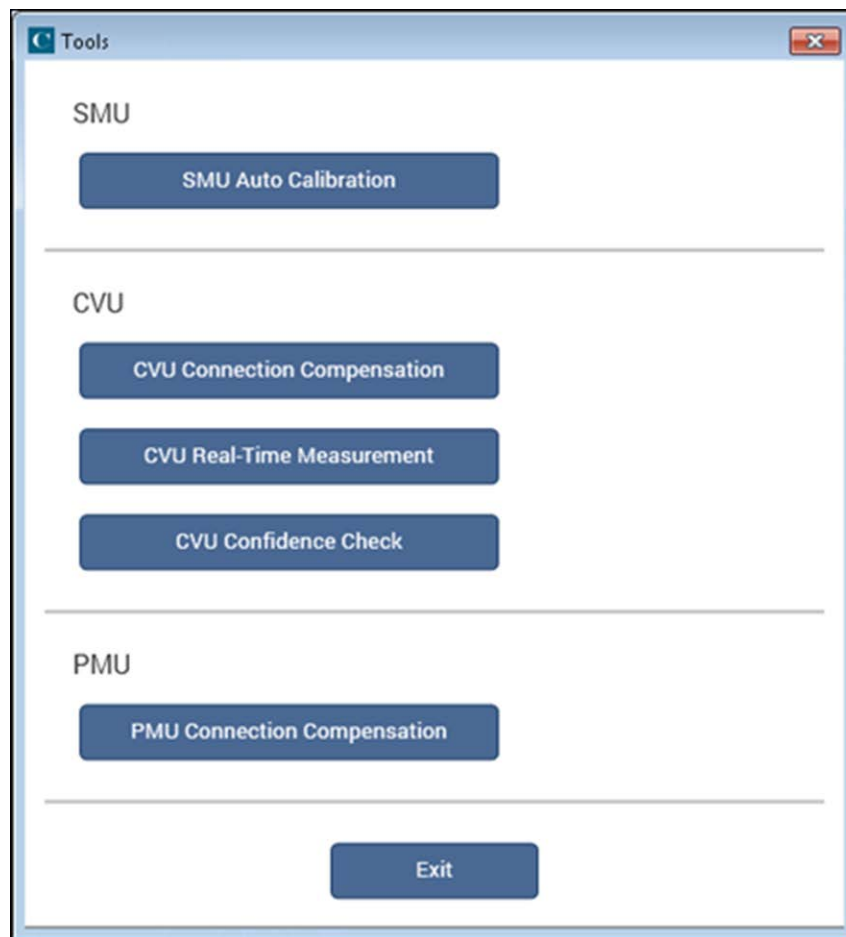 C Tools
SMU
SMU Auto Calibration
CVU
CVU Connection Compensation
CVU Real-Time Measurement
CVU Confidence Check
PMU
PMU Connection Compensation
Exit